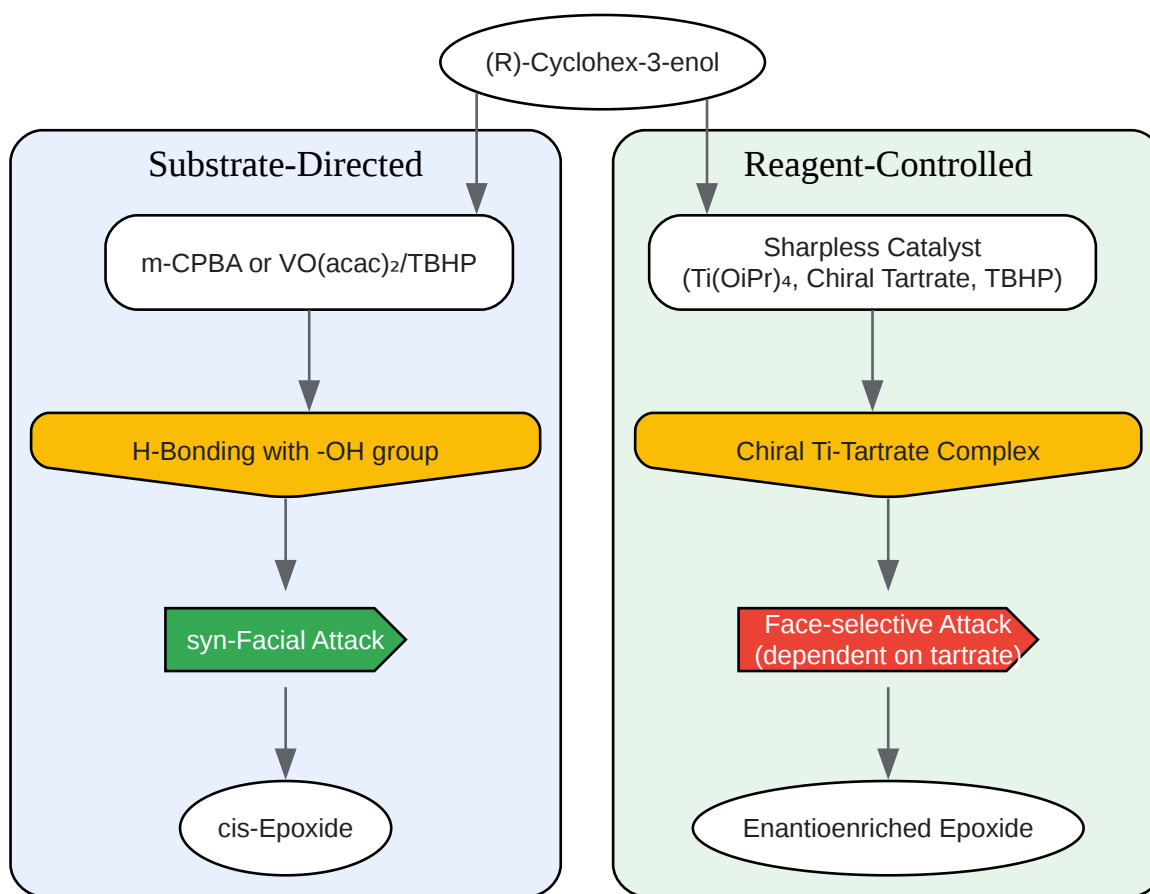 (R)-Cyclohex-3-enol
Substrate-Directed
m-CPBA or VO(acac)₂/TBHP
H-Bonding with -OH group
syn-Facial Attack
cis-Epoxide
Reagent-Controlled
Sharpless Catalyst
(Ti(OiPr)₄, Chiral Tartrate, TBHP)
Chiral Ti-Tartrate Complex
Face-selective Attack
(dependent on tartrate)
Enantioenriched Epoxide